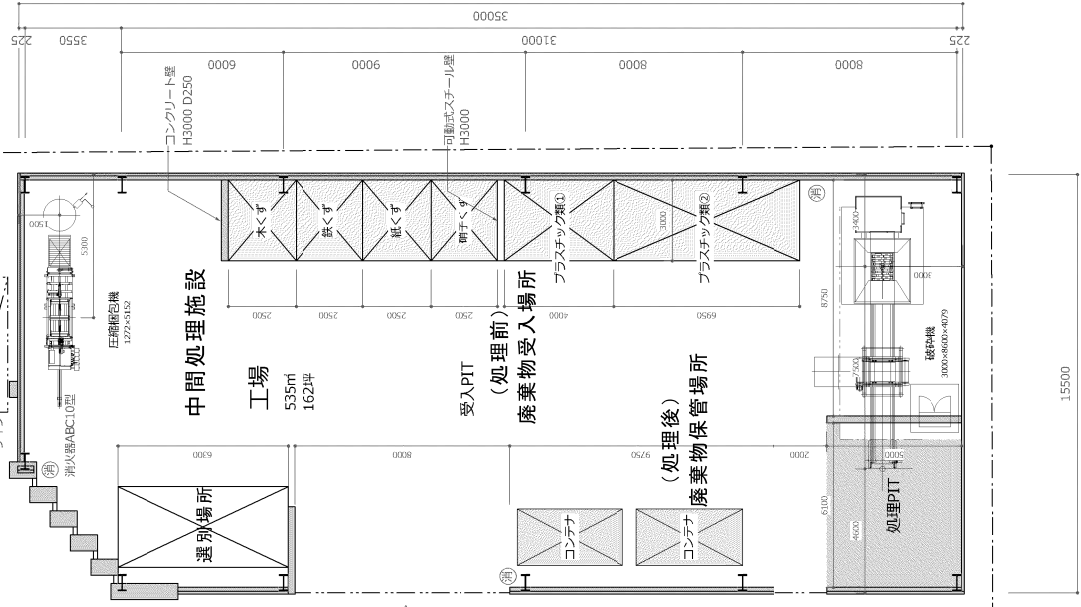 35000
225
3550
31000
225
6000
9000
8000
8000
コンクリート壁
H3000 D250
可動式スチール壁
H3000
木くず
鉄くず
紙くず
硝子くず
プラスチック類①
プラスチック類②
3000
消
1500
5300
圧縮梱包機
1272×5152
2500
2500
2500
250
4000
6950
3400
3000
8750
破砕機
3000×8600×4079
7500
中間処理施設
工場
535㎡
162坪
受入PIT
(処理前)
廃棄物受入場所
(処理後)
廃棄物保管場所
15500
消
消火器ABC10型
6300
8000
9750
2000
5000
選別場所
コンテナ
コンテナ
消
6100
4600
処理PIT